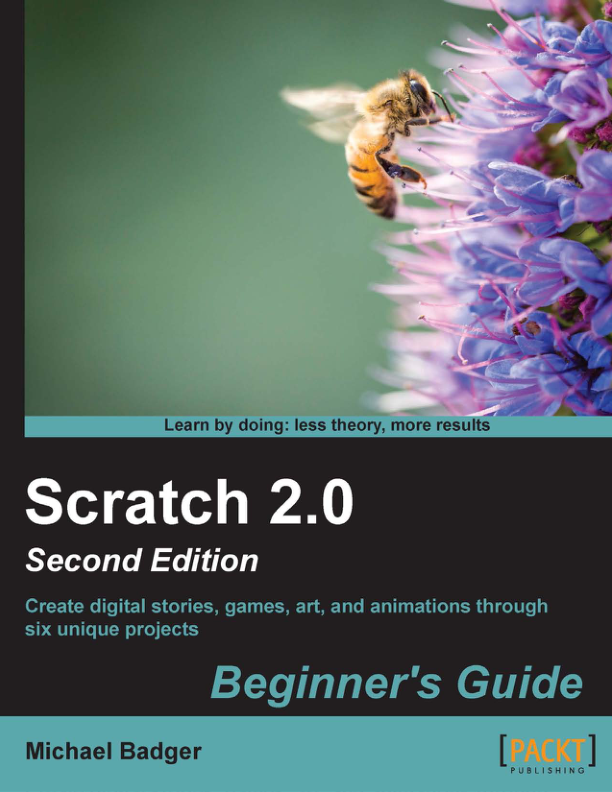 Learn by doing: less theory, more results
Scratch 2.0
Second Edition
Create digital stories, games, art, and animations through
six unique projects
Beginner's Guide
Michael Badger
[PACKT]
PUBLISHING